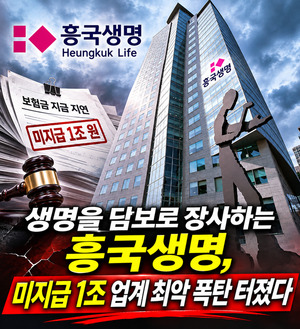 흥국생명
Heungkuk Life
흥국생명
보험금 지급 지연
미지급 1조 원
생명을 담보로 장사하는
흥국생명,
미지급 1조 업계 최악 폭탄 터졌다